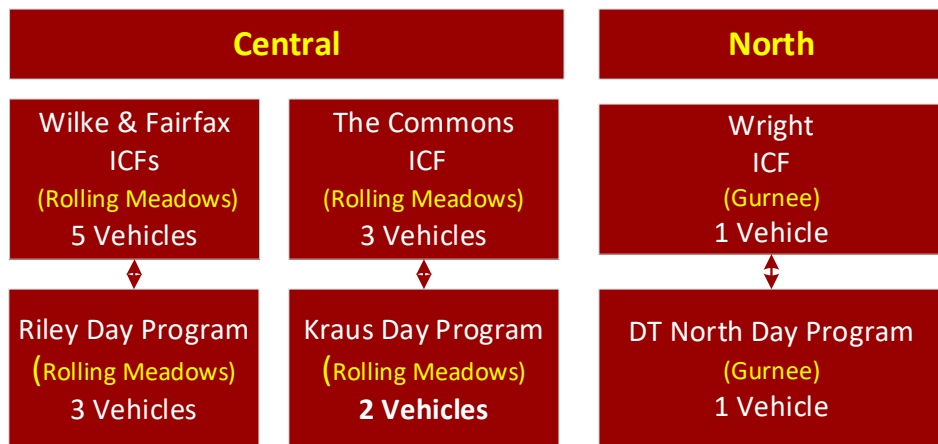 Central
North
Wilke & Fairfax
ICFs
(Rolling Meadows)
5 Vehicles
The Commons
ICF
(Rolling Meadows)
3 Vehicles
Wright
ICF
(Gurnee)
1 Vehicle
Riley Day Program
(Rolling Meadows)
3 Vehicles
Kraus Day Program
(Rolling Meadows)
2 Vehicles
DT North Day Program
(Gurnee)
1 Vehicle